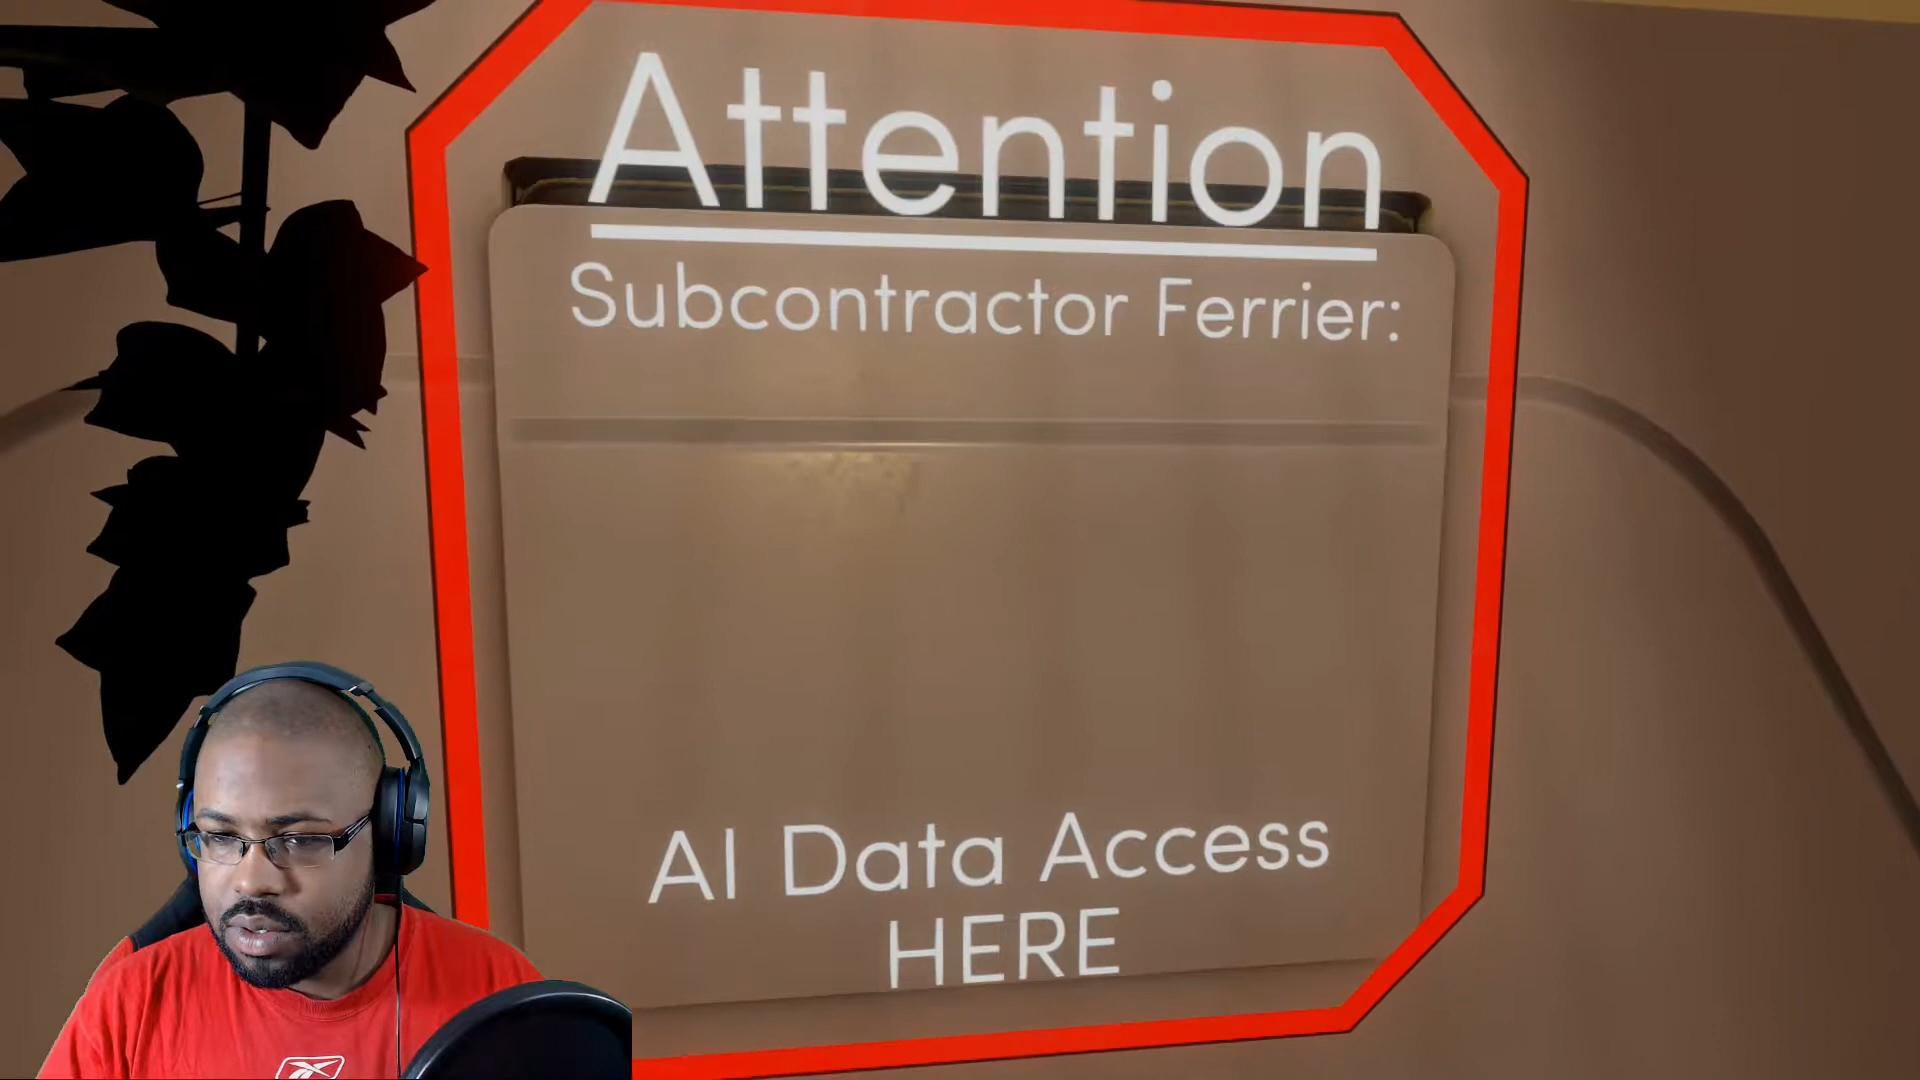 Attention
Subcontractor Ferrier:
AI Data Access
HERE